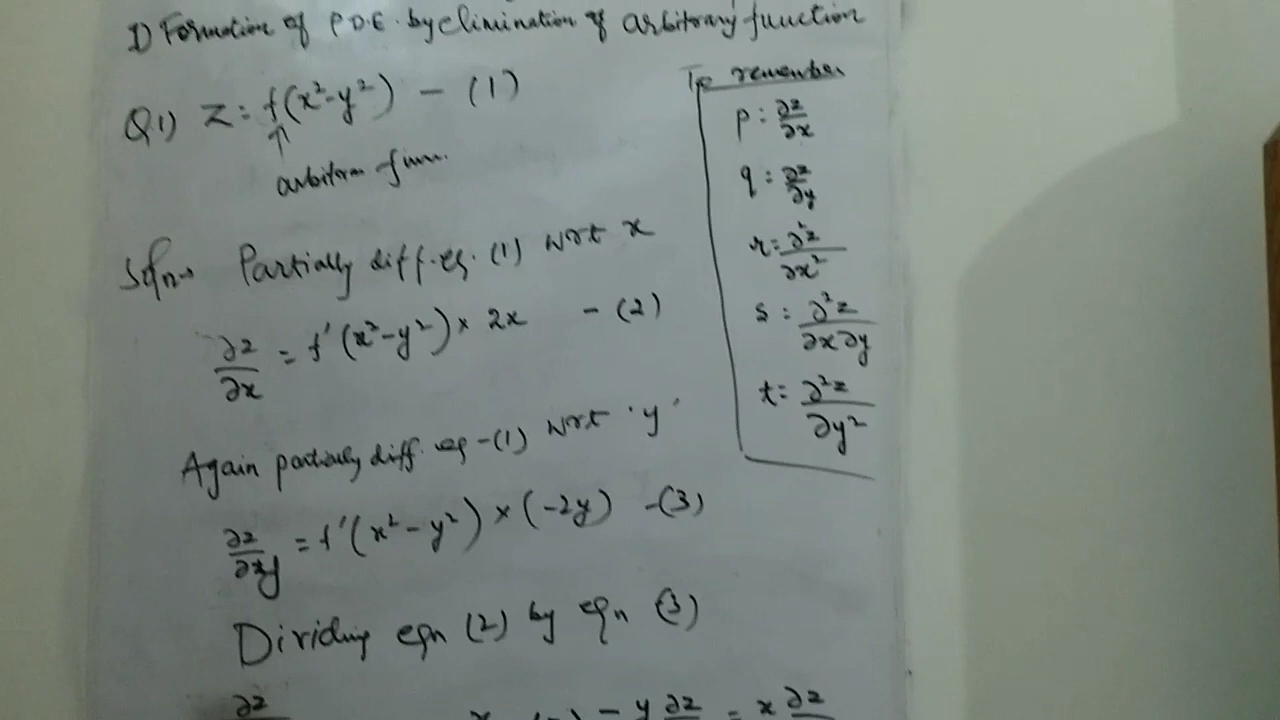 1) Formation of P.D.E. by elimination of arbitrary function
Q1) z = f(x²-y²) - (1)
↑
Soln→ Partially diff. eq. (1) wrt x
∂z/∂x = f'(x²-y²) × 2x - (2)
Again partially diff. eq -(1) wrt 'y'
∂z/∂y = f'(x²-y²) × (-2y) -(3)
Dividing eqn (2) by eqn (3)
∂z
- y ∂z = x ∂z
To remember
p : ∂z/∂x
q : ∂z/∂y
r = ∂²z/∂x²
s : ∂²z/∂x∂y
t = ∂²z/∂y²